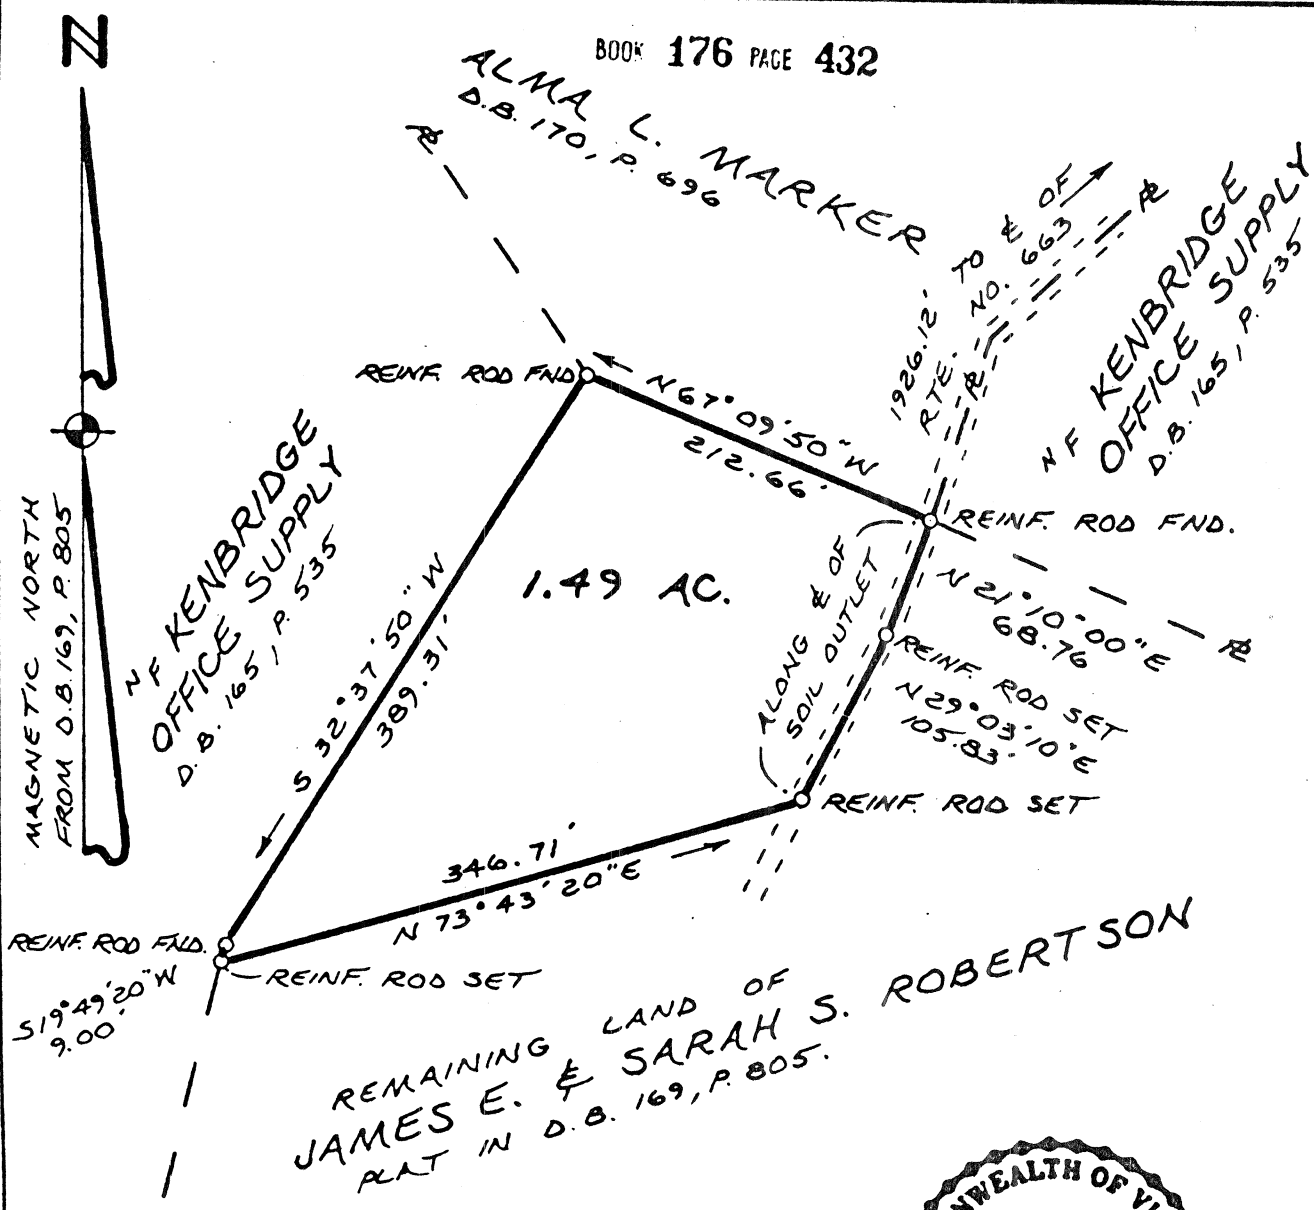 N
BOOK 176 PAGE 432
ALMA L. MARKER
D.B. 170, P. 696
1926.12' TO ℄ OF
RTE. NO. 663
N F KENBRIDGE
OFFICE SUPPLY
D.B. 165, P. 535
REINF. ROD FND.
N 67°09'50" W
212.66'
REINF. ROD FND.
N 21°10'00" E
68.76
REINF. ROD SET
N 29°03'10" E
105.83'
REINF. ROD SET
ALONG ℄ OF
SOIL OUTLET
1.49 AC.
S 32°37'50" W
389.31'
N F KENBRIDGE
OFFICE SUPPLY
D.B. 165, P. 535
MAGNETIC NORTH
FROM D.B. 169, P. 805
346.71'
N 73°43'20" E
REINF. ROD FND.
REINF. ROD SET
S19°49'20" W
9.00'
REMAINING LAND OF
JAMES E. & SARAH S. ROBERTSON
PLAT IN D.B. 169, P. 805.
NWEALTH OF VI